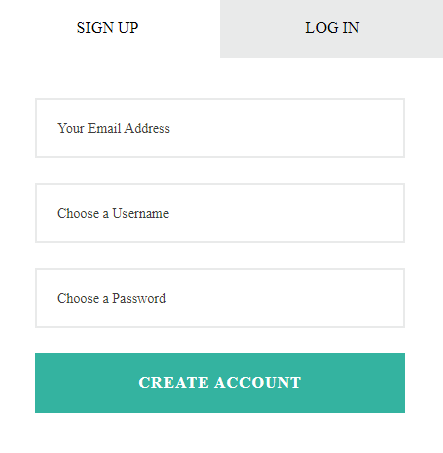 SIGN UP
LOG IN
Your Email Address
Choose a Username
Choose a Password
CREATE ACCOUNT